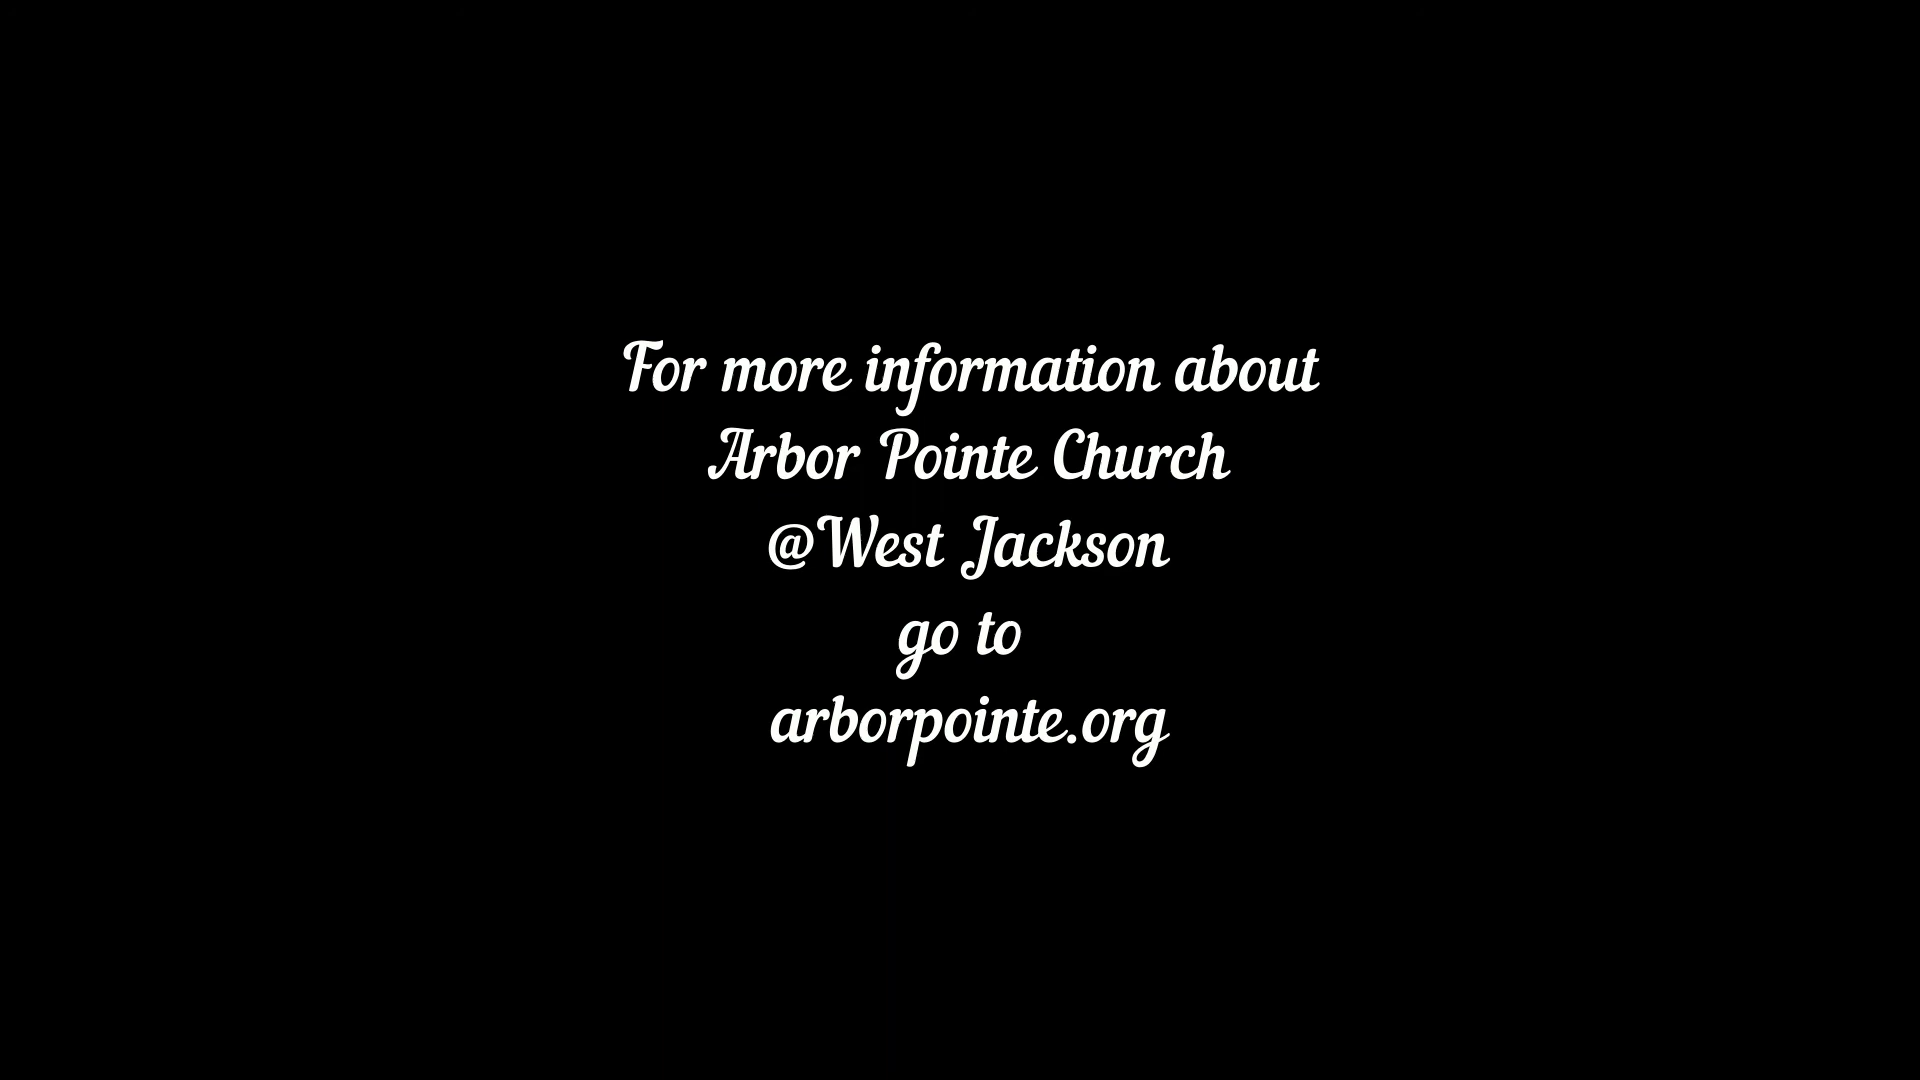 For more information about
Arbor Pointe Church
@West Jackson
go to
arborpointe.org